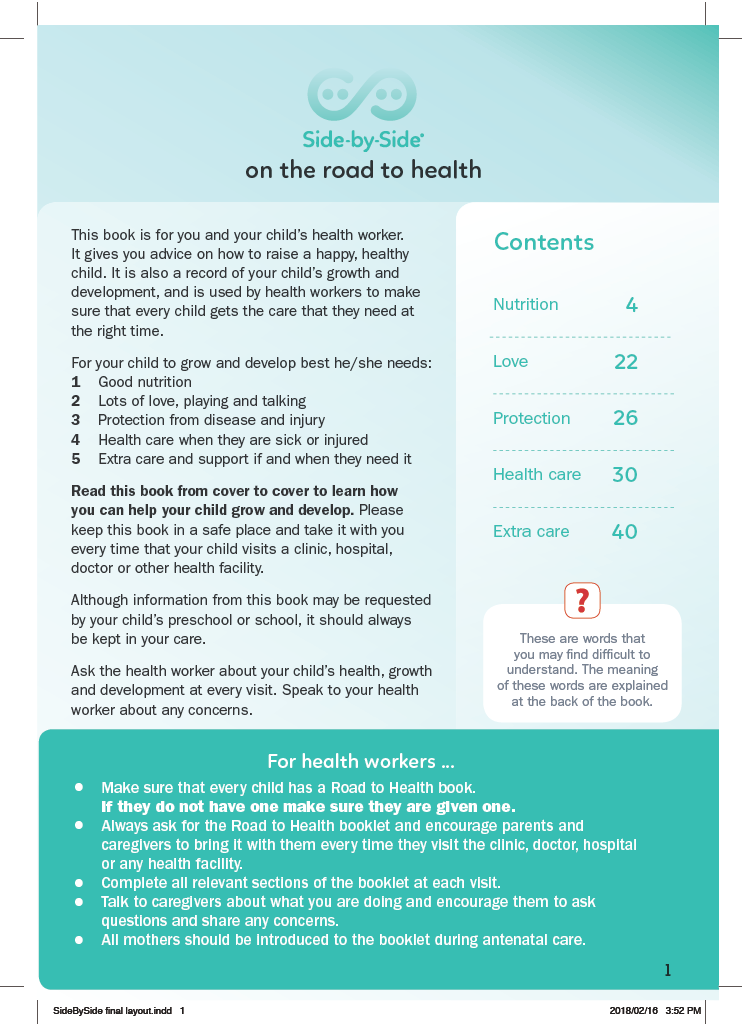 Side-by-Side
on the road to health
This book is for you and your child's health worker.
It gives you advice on how to raise a happy, healthy
child. It is also a record of your child's growth and
development, and is used by health workers to make
sure that every child gets the care that they need at
the right time.
For your child to grow and develop best he/she needs:
1 Good nutrition
2 Lots of love, playing and talking
3 Protection from disease and injury
4 Health care when they are sick or injured
5 Extra care and support if and when they need it
Read this book from cover to cover to learn how
you can help your child grow and develop. Please
keep this book in a safe place and take it with you
every time that your child visits a clinic, hospital,
doctor or other health facility.
Although information from this book may be requested
by your child's preschool or school, it should always
be kept in your care.
Ask the health worker about your child's health, growth
and development at every visit. Speak to your health
worker about any concerns.
Contents
Nutrition 4
Love 22
Protection 26
Health care 30
Extra care 40
?
These are words that
you may find difficult to
understand. The meaning
of these words are explained
at the back of the book.
For health workers ...
● Make sure that every child has a Road to Health book.
If they do not have one make sure they are given one.
● Always ask for the Road to Health booklet and encourage parents and
caregivers to bring it with them every time they visit the clinic, doctor, hospital
or any health facility.
● Complete all relevant sections of the booklet at each visit.
● Talk to caregivers about what you are doing and encourage them to ask
questions and share any concerns.
● All mothers should be introduced to the booklet during antenatal care.
1
SideBySide final layout.indd 1
2018/02/16 3:52 PM